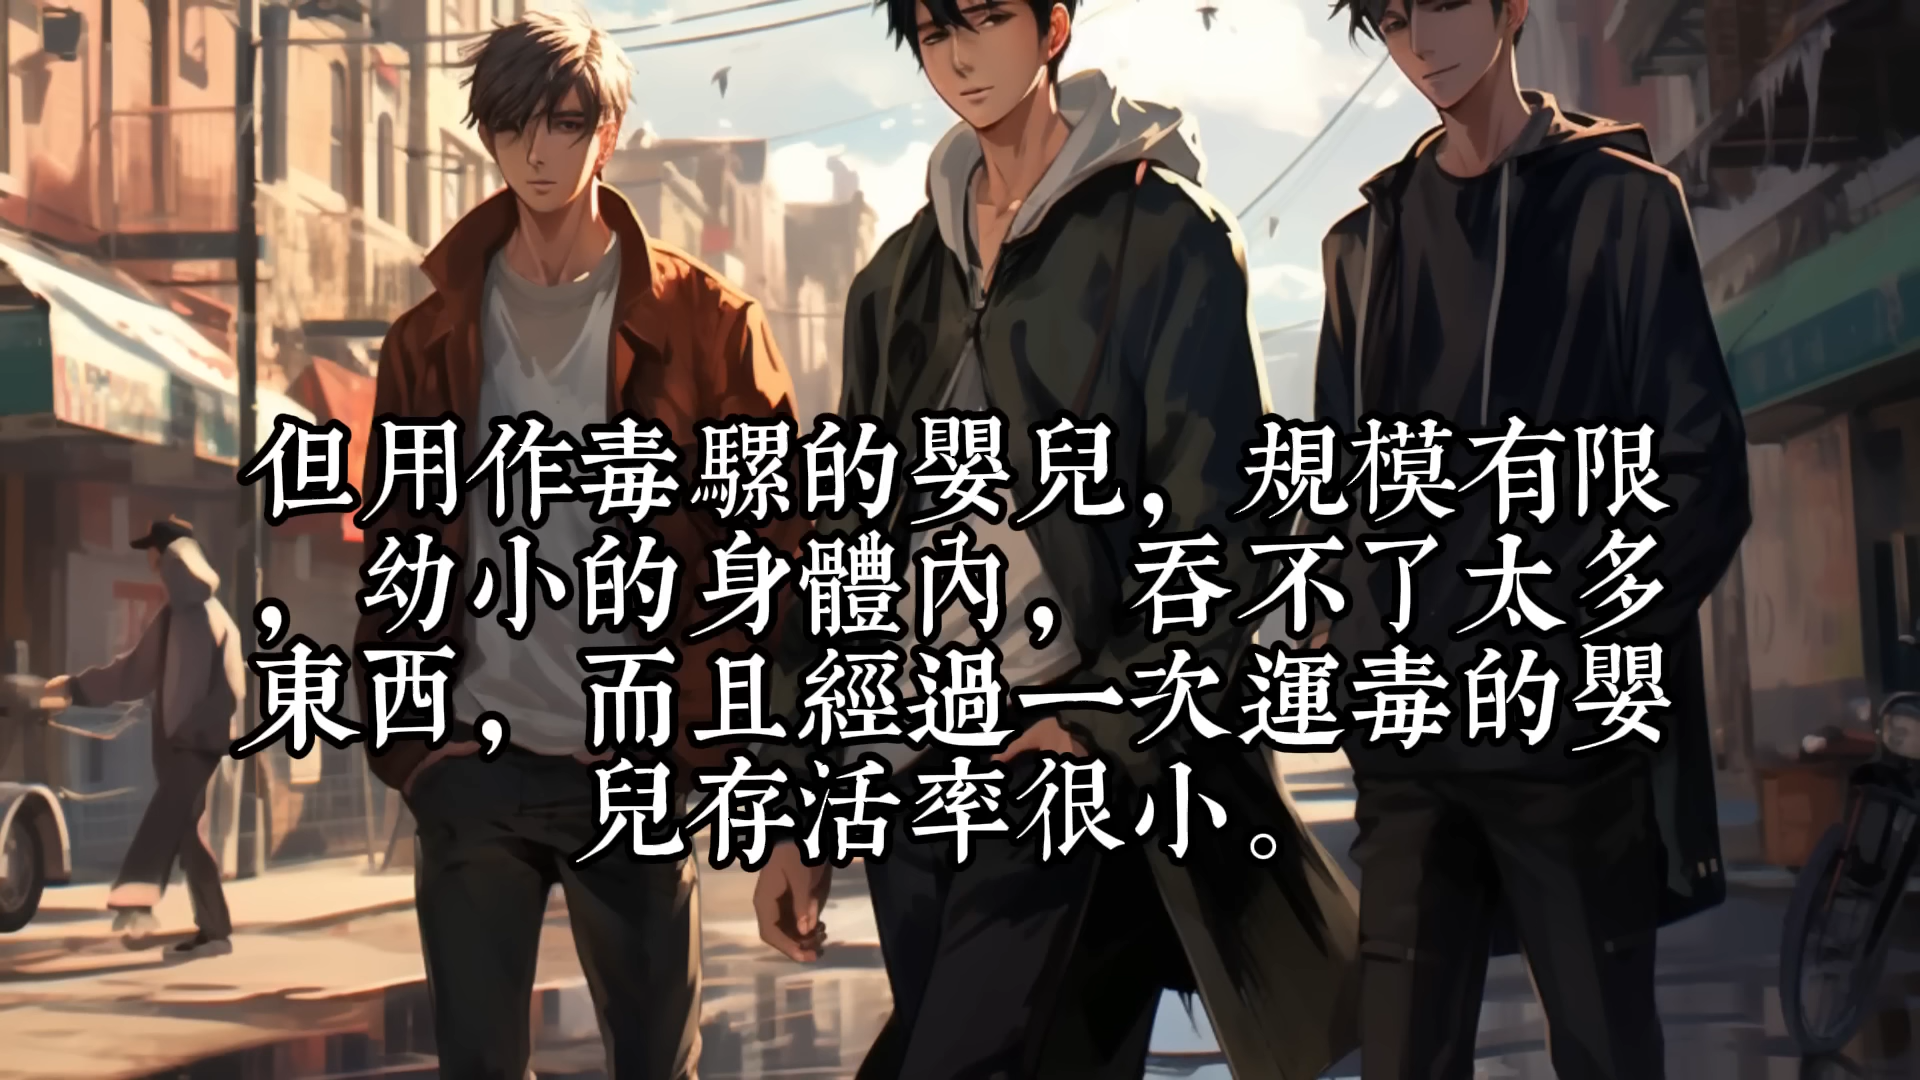 但用作毒騾的嬰兒，規模有限
，幼小的身體內，吞不了太多
東西，而且經過一次運毒的嬰
兒存活率很小。